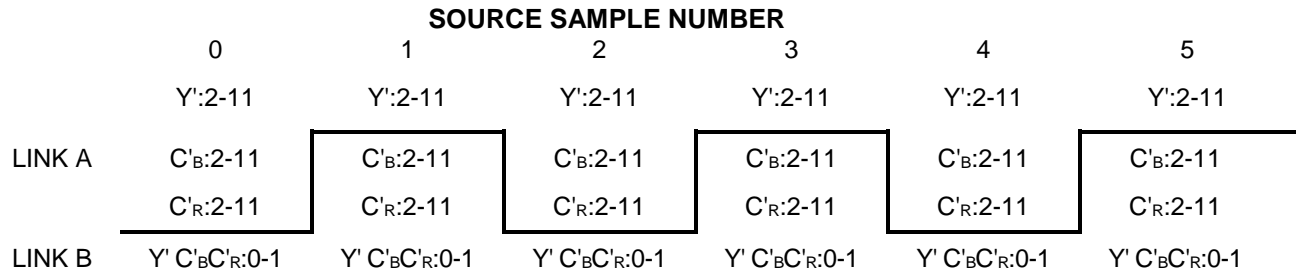 SOURCE SAMPLE NUMBER
0 1 2 3 4 5
Y':2-11 Y':2-11 Y':2-11 Y':2-11 Y':2-11 Y':2-11
LINK A C'B:2-11 C'B:2-11 C'B:2-11 C'B:2-11 C'B:2-11 C'B:2-11
C'R:2-11 C'R:2-11 C'R:2-11 C'R:2-11 C'R:2-11 C'R:2-11
LINK B Y' C'BC'R:0-1 Y' C'BC'R:0-1 Y' C'BC'R:0-1 Y' C'BC'R:0-1 Y' C'BC'R:0-1 Y' C'BC'R:0-1